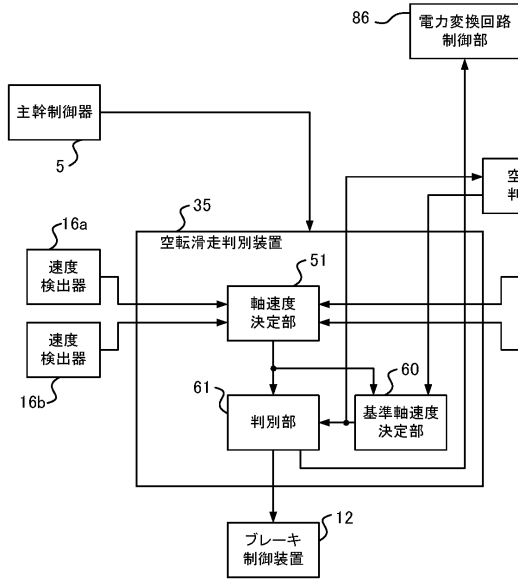 86
電力変換回路
制御部
主幹制御器
5
35
空転滑走判別装置
16a
速度
検出器
51
軸速度
決定部
速度
検出器
16b
61
判別部
60
基準軸速度
決定部
12
ブレーキ
制御装置
空
判